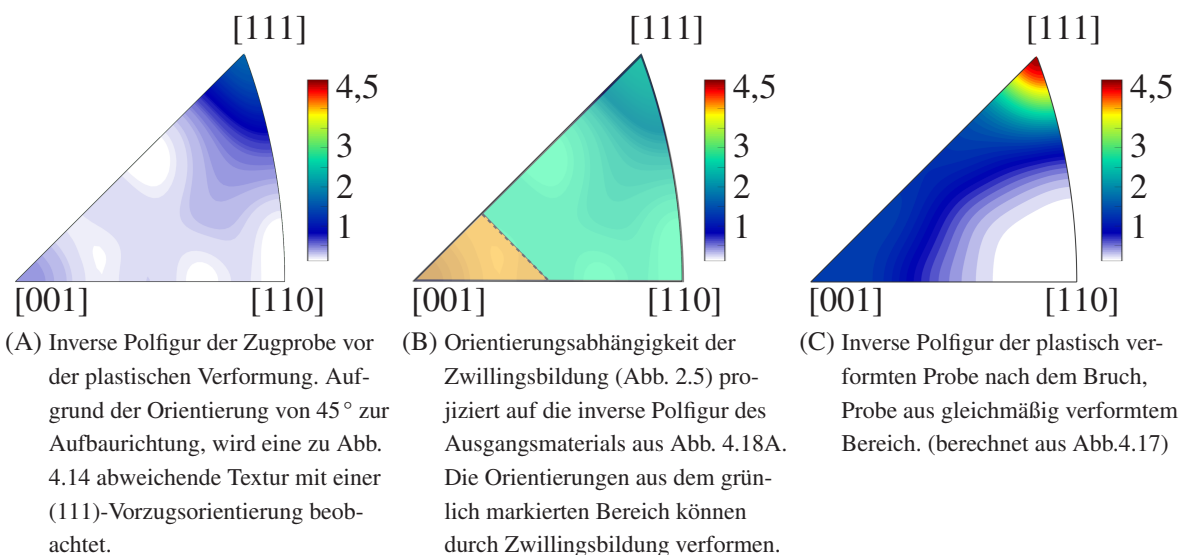 [111]
4,5
3
2
1
[001]
[110]
(A) Inverse Polfigur der Zugprobe vor
der plastischen Verformung. Auf-
grund der Orientierung von 45° zur
Aufbaurichtung, wird eine zu Abb.
4.14 abweichende Textur mit einer
(111)-Vorzugsorientierung beob-
achtet.
[111]
4,5
3
2
1
[001]
[110]
(B) Orientierungsabhängigkeit der
Zwillingsbildung (Abb. 2.5) pro-
jiziert auf die inverse Polfigur des
Ausgangsmaterials aus Abb. 4.18A.
Die Orientierungen aus dem grün-
lich markierten Bereich können
durch Zwillingsbildung verformen.
[111]
4,5
3
2
1
[001]
[110]
(C) Inverse Polfigur der plastisch ver-
formten Probe nach dem Bruch,
Probe aus gleichmäßig verformtem
Bereich. (berechnet aus Abb.4.17)